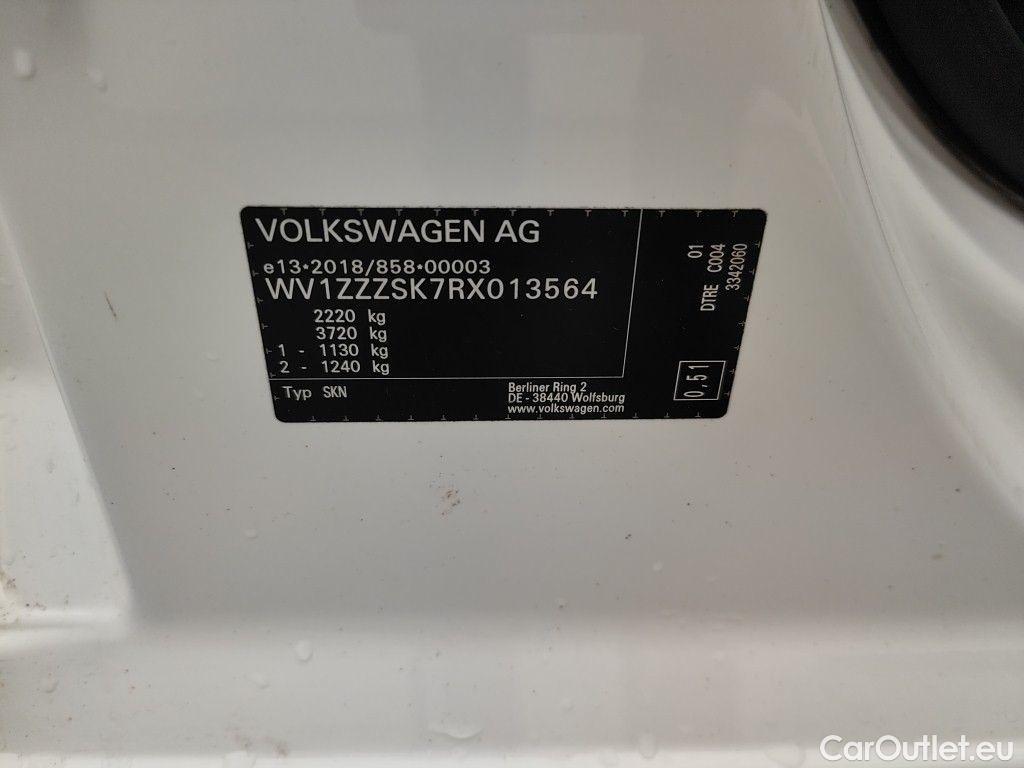 VOLKSWAGEN AG
e13*2018/858*00003
WV1ZZZSK7RX013564
2220 kg
3720 kg
1 - 1130 kg
2 - 1240 kg
Typ SKN
Berliner Ring 2
DE - 38440 Wolfsburg
www.volkswagen.com
01
DTRE C004
3342060
0,51
CarOutlet.eu